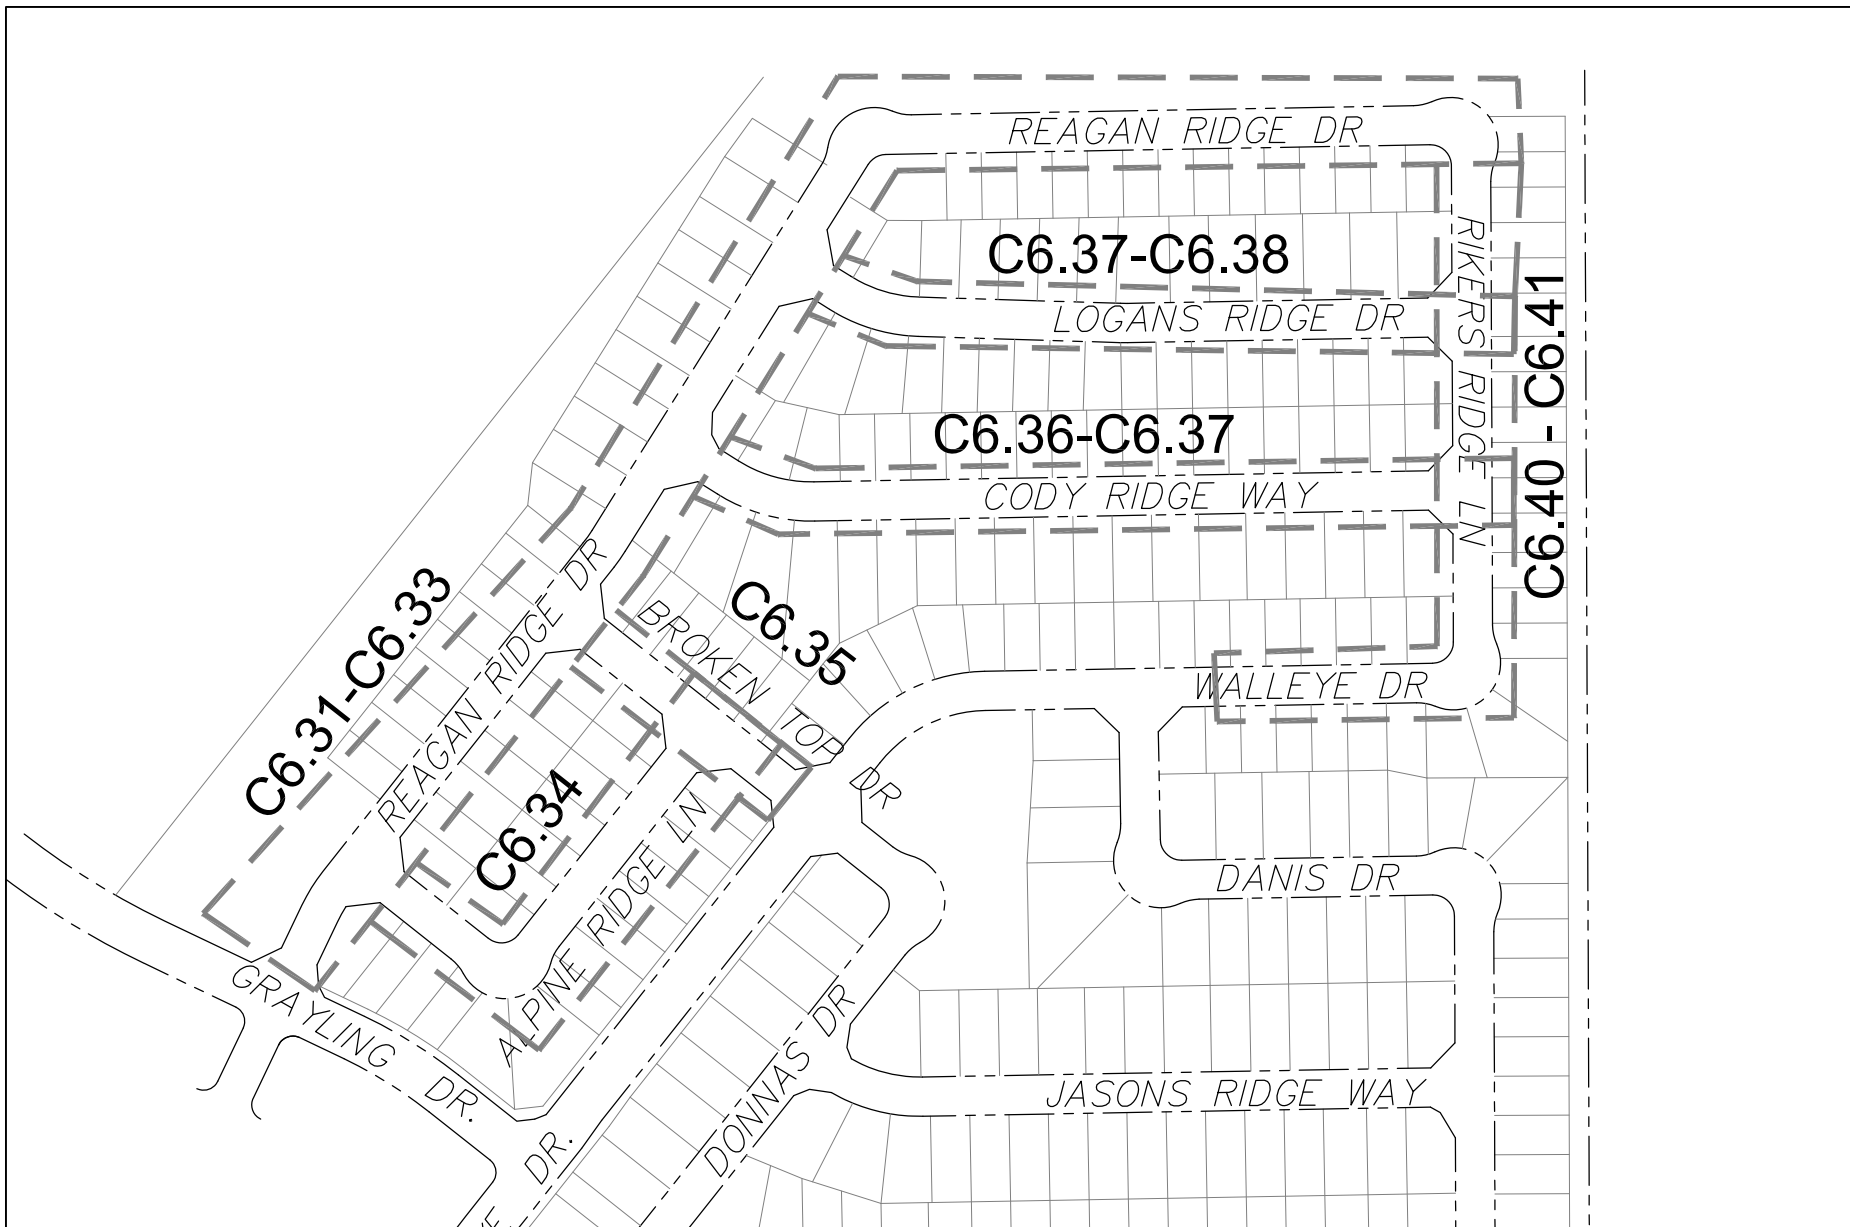 REAGAN RIDGE DR
C6.37-C6.38
RIKERS RIDGE LN
C6.40 - C6.41
LOGANS RIDGE DR
C6.36-C6.37
CODY RIDGE WAY
C6.35
BROKEN TOP DR
C6.31-C6.33
REAGAN RIDGE DR
WALLEYE DR
C6.34
ALPINE RIDGE LN
DANIS DR
GRAYLING DR.
DONNAS DR
JASONS RIDGE WAY
DR.